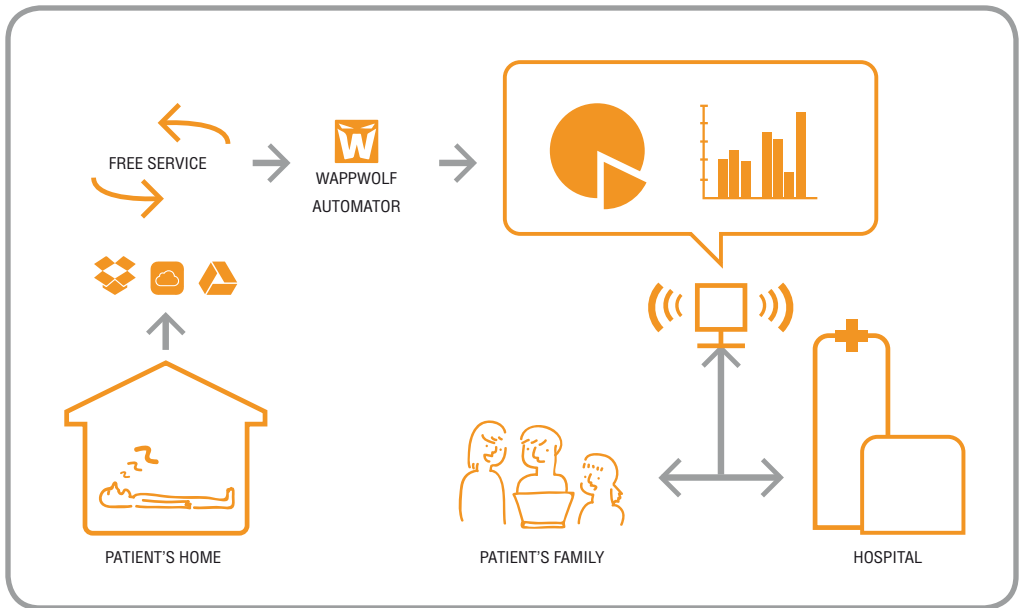 FREE SERVICE
W
WAPPWOLF
AUTOMATOR
PATIENT'S HOME
PATIENT'S FAMILY
HOSPITAL